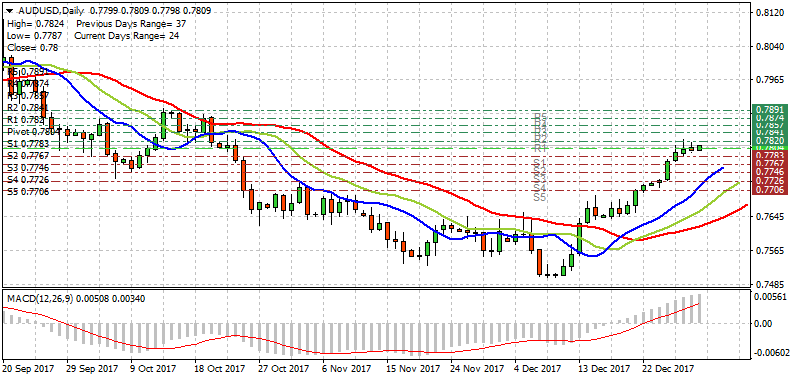 AUDUSD,Daily 0.7799 0.7809 0.7798 0.7809
High= 0.7824 Previous Days Range= 37
Low= 0.7787 Current Days Range= 24
Close= 0.78
R2 0.7841
S1 0.7783
S2 0.7767
S3 0.7746
S4 0.7726
S5 0.7706
R5
R1
S1
S4
S5
0.8120
0.8040
0.7965
0.7891
0.7874
0.7857
0.7841
0.7820
0.7783
0.7767
0.7746
0.7726
0.7706
0.7645
0.7565
0.7485
MACD(12,26,9) 0.00508 0.00340
0.00561
0.00
-0.00602
20 Sep 2017
29 Sep 2017
9 Oct 2017
18 Oct 2017
27 Oct 2017
6 Nov 2017
15 Nov 2017
24 Nov 2017
4 Dec 2017
13 Dec 2017
22 Dec 2017